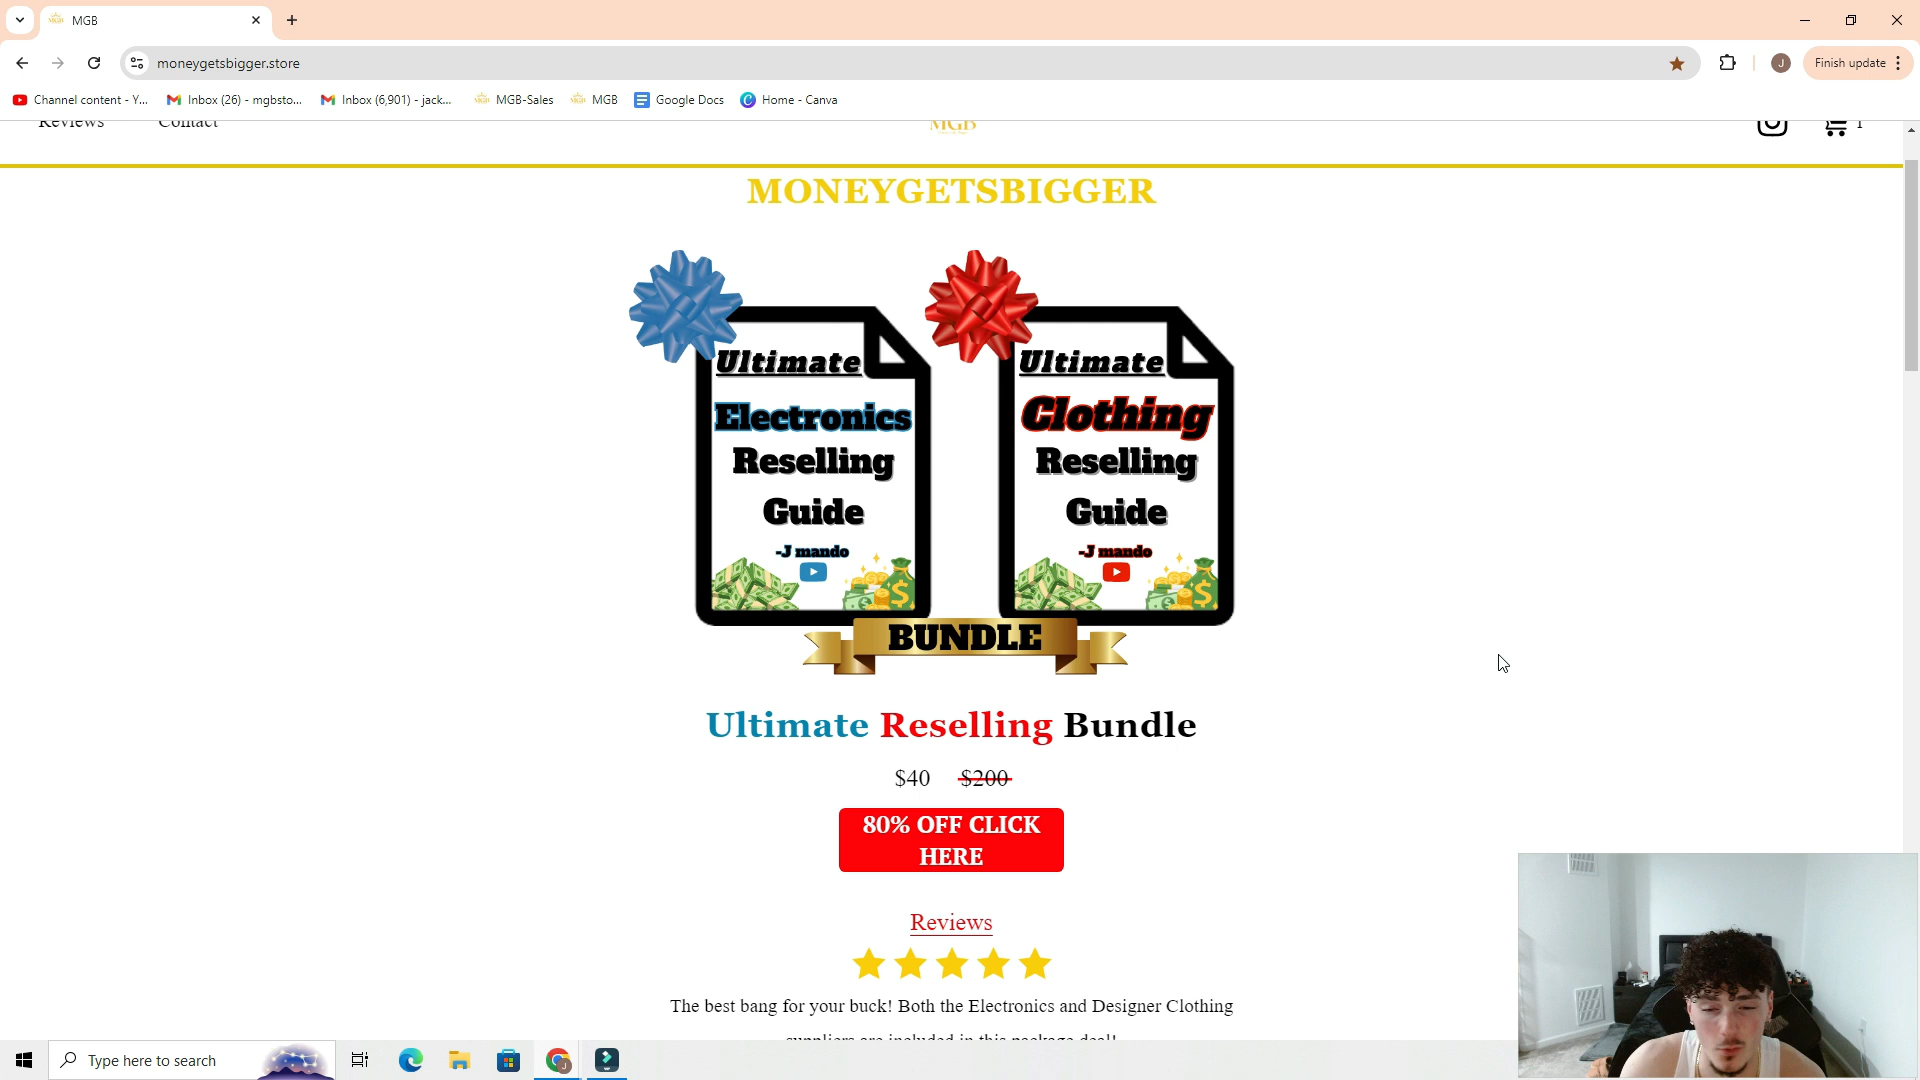 MGB
moneygetsbigger.store
Finish update
Channel content - Y...
Inbox (26) - mgbsto...
Inbox (6,901) - jack...
MGB-Sales
MGB
Google Docs
Home - Canva
Reviews
Contact
MGB
1
MONEYGETSBIGGER
Ultimate
Electronics
Reselling
Guide
-J mando
Ultimate
Clothing
Reselling
Guide
-J mando
BUNDLE
Ultimate Reselling Bundle
$40 $200
80% OFF CLICK
HERE
Reviews
The best bang for your buck! Both the Electronics and Designer Clothing
suppliers are included in this package deal!
Type here to search